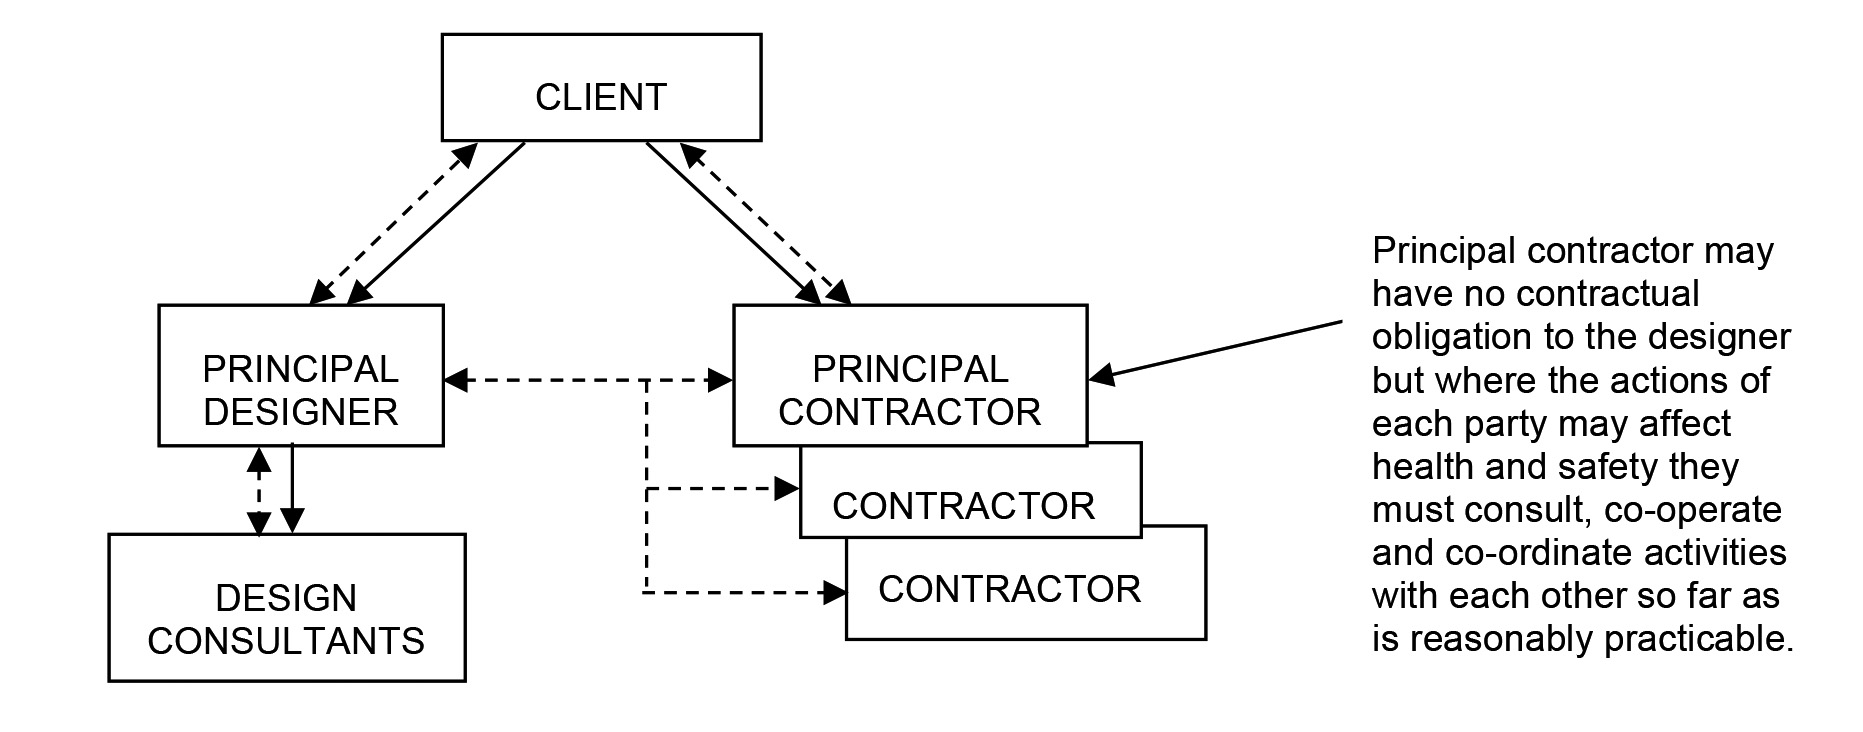 CLIENT
PRINCIPAL
DESIGNER
PRINCIPAL
CONTRACTOR
CONTRACTOR
CONTRACTOR
DESIGN
CONSULTANTS
Principal contractor may
have no contractual
obligation to the designer
but where the actions of
each party may affect
health and safety they
must consult, co-operate
and co-ordinate activities
with each other so far as
is reasonably practicable.